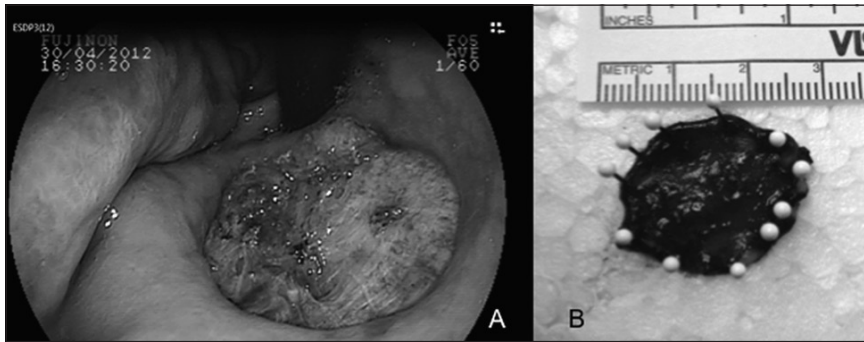 ESDP3(12)
FUJINON
30/04/2012
16:30:20
F05
AVE
1/60
A
INCHES
1
METRIC
1
2
3
B